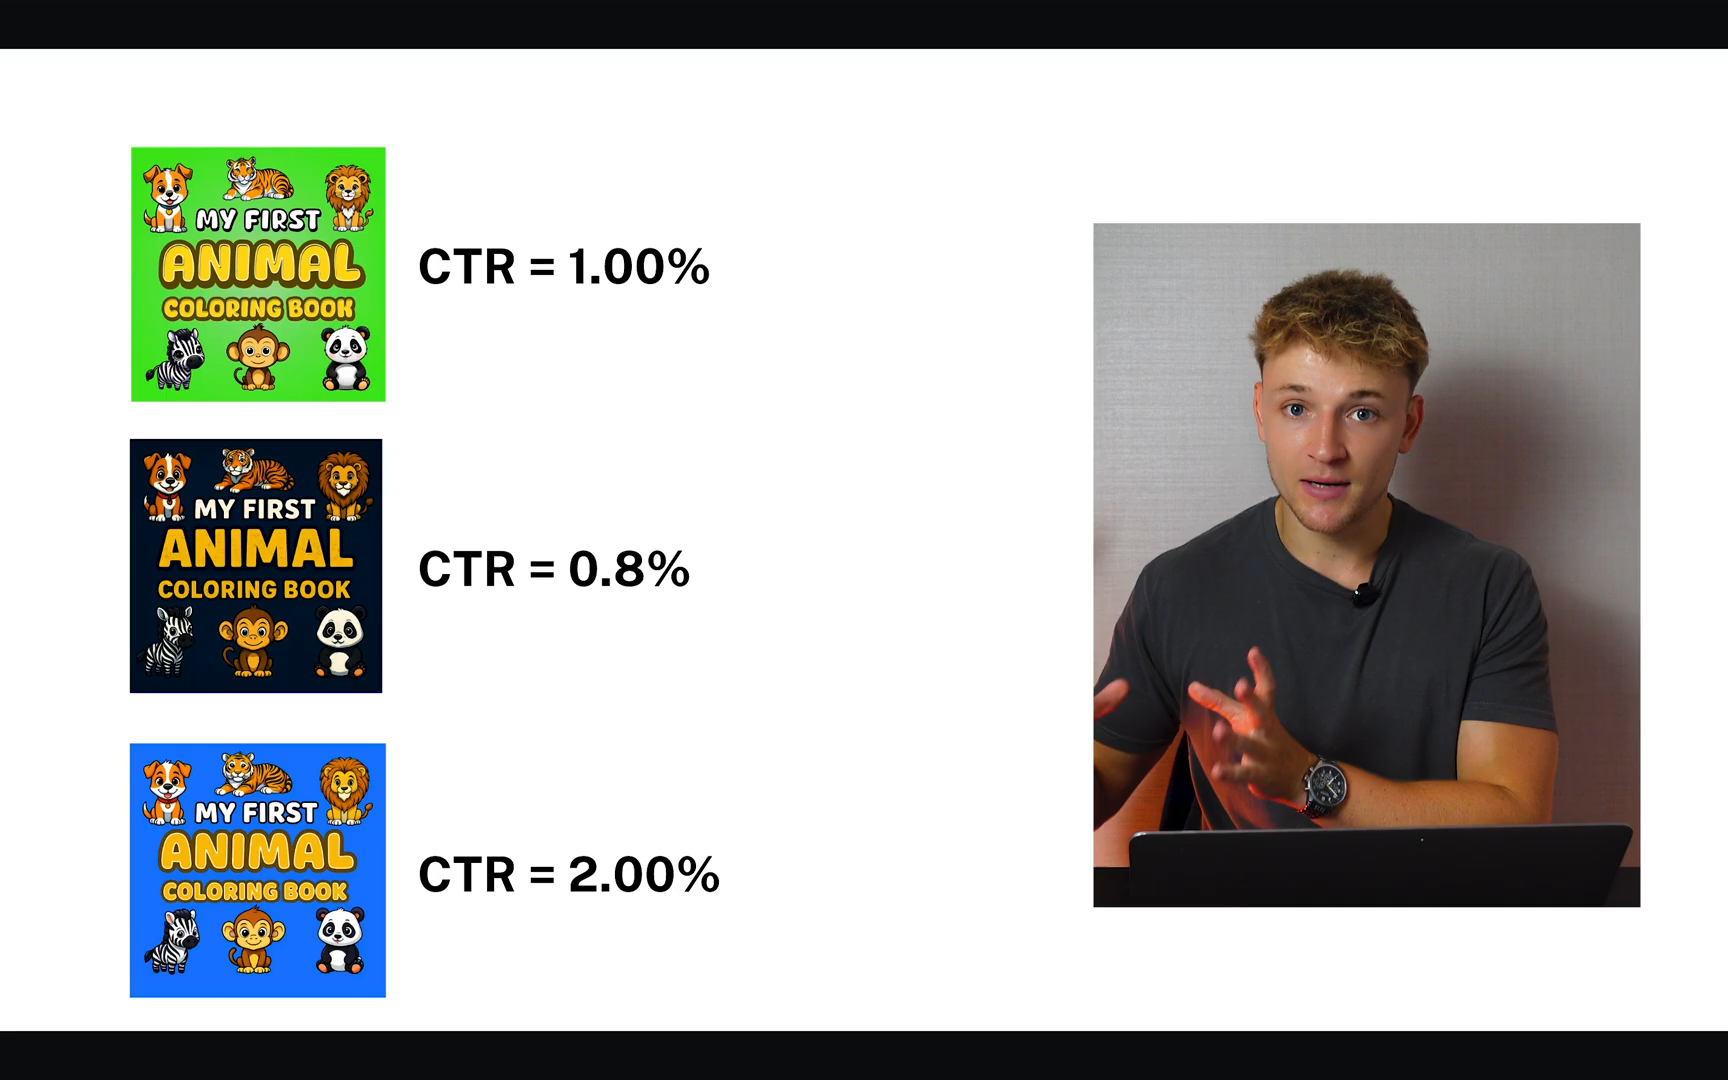 MY FIRST
ANIMAL
COLORING BOOK
CTR = 1.00%
MY FIRST
ANIMAL
COLORING BOOK
CTR = 0.8%
MY FIRST
ANIMAL
COLORING BOOK
CTR = 2.00%